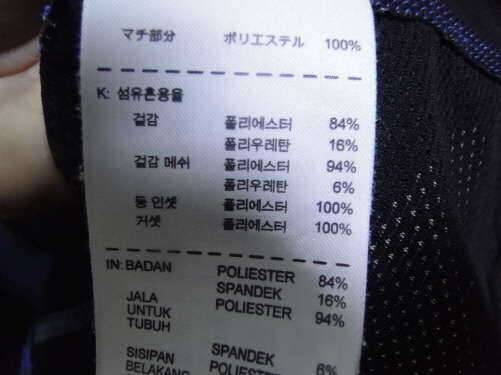 マチ部分 ポリエステル 100%
K: 섬유혼용율
겉감 폴리에스터 84%
폴리우레탄 16%
겉감 메쉬 폴리에스터 94%
폴리우레탄 6%
등 인셋 폴리에스터 100%
거셋 폴리에스터 100%
IN: BADAN POLIESTER 84%
SPANDEK 16%
JALA POLIESTER 94%
UNTUK
TUBUH
SISIPAN SPANDEK 6%
BELAKANG POLIESTER 100%